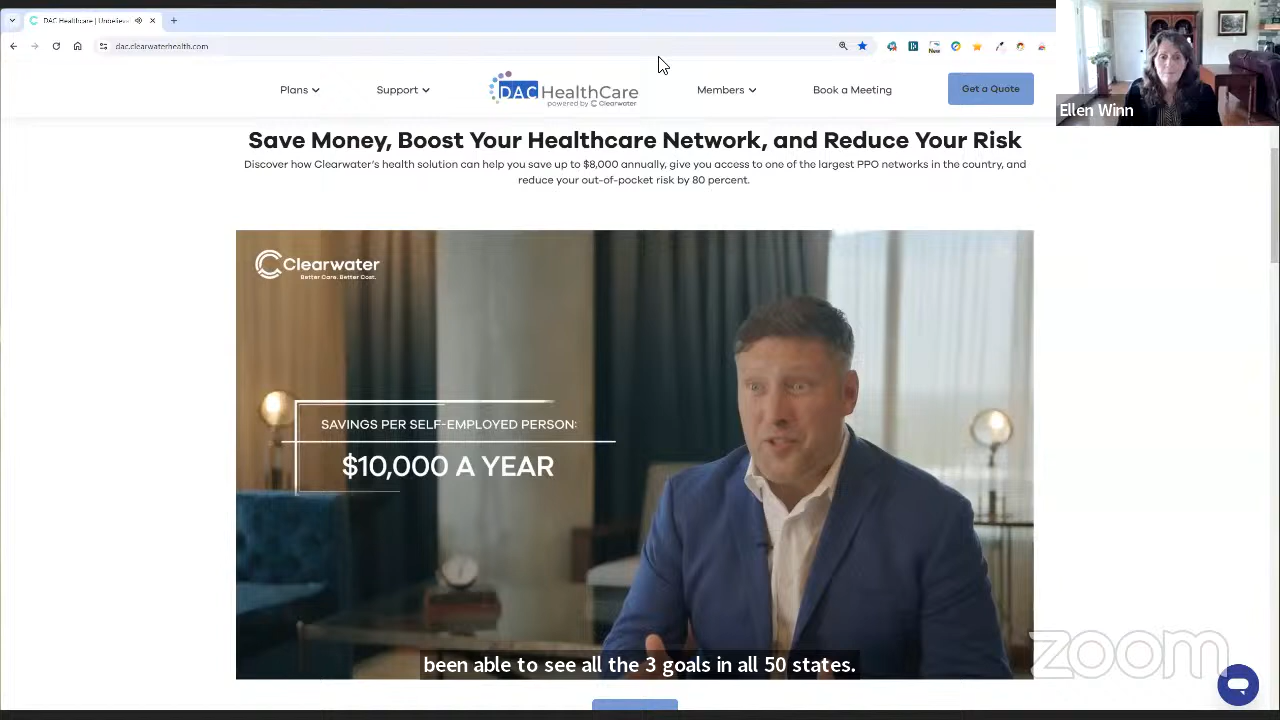 DAC Healthcare | Unbelieva
dac.clearwaterhealth.com
Plans
Support
DAC HealthCare
powered by Clearwater
Members
Book a Meeting
Get a Quote
Ellen Winn
Save Money, Boost Your Healthcare Network, and Reduce Your Risk
Discover how Clearwater's health solution can help you save up to $8,000 annually, give you access to one of the largest PPO networks in the country, and
reduce your out-of-pocket risk by 80 percent.
Clearwater
Better Care. Better Cost.
SAVINGS PER SELF-EMPLOYED PERSON:
$10,000 A YEAR
been able to see all the 3 goals in all 50 states.
zoom